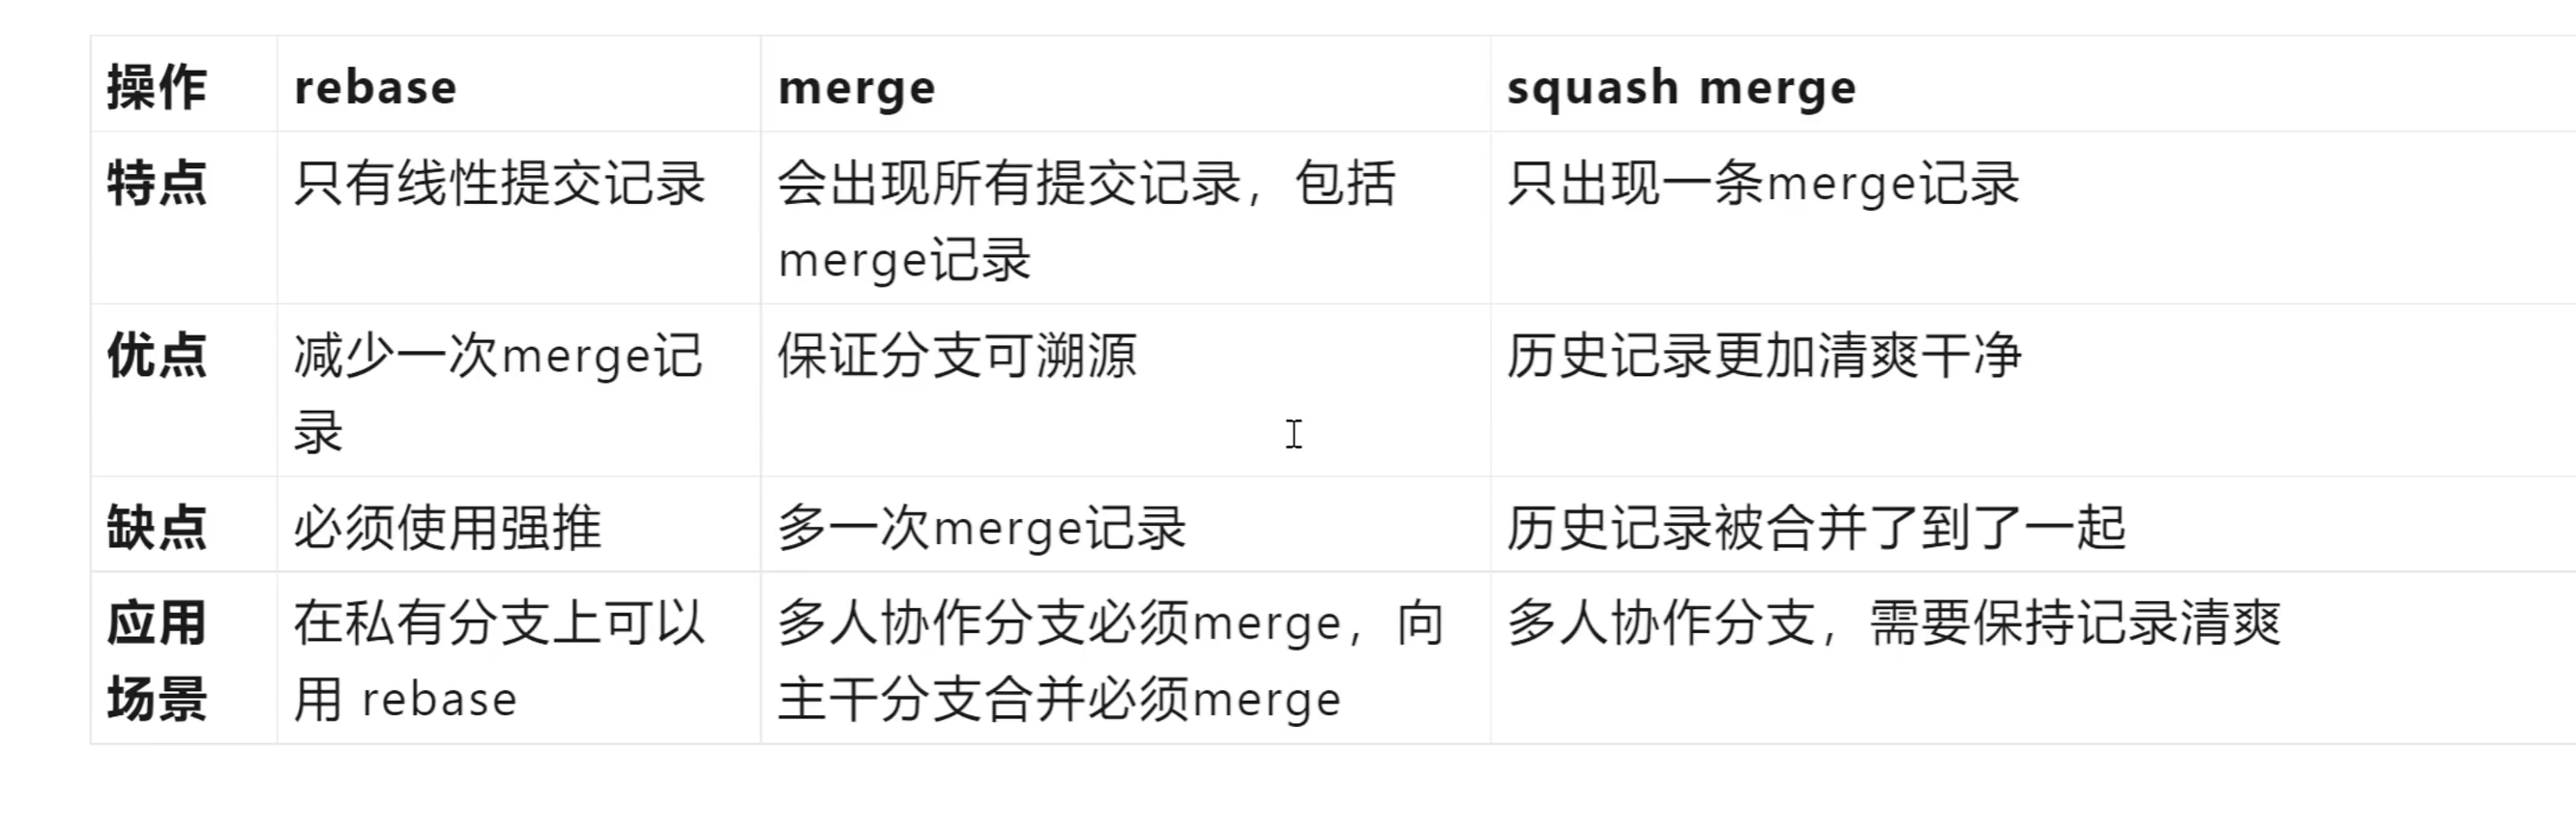 操作 rebase merge squash merge
特点 只有线性提交记录 会出现所有提交记录，包括 只出现一条merge记录
merge记录
优点 减少一次merge记 保证分支可溯源 历史记录更加清爽干净
录
缺点 必须使用强推 多一次merge记录 历史记录被合并了到了一起
应用 在私有分支上可以 多人协作分支必须merge，向 多人协作分支，需要保持记录清爽
场景 用 rebase 主干分支合并必须merge